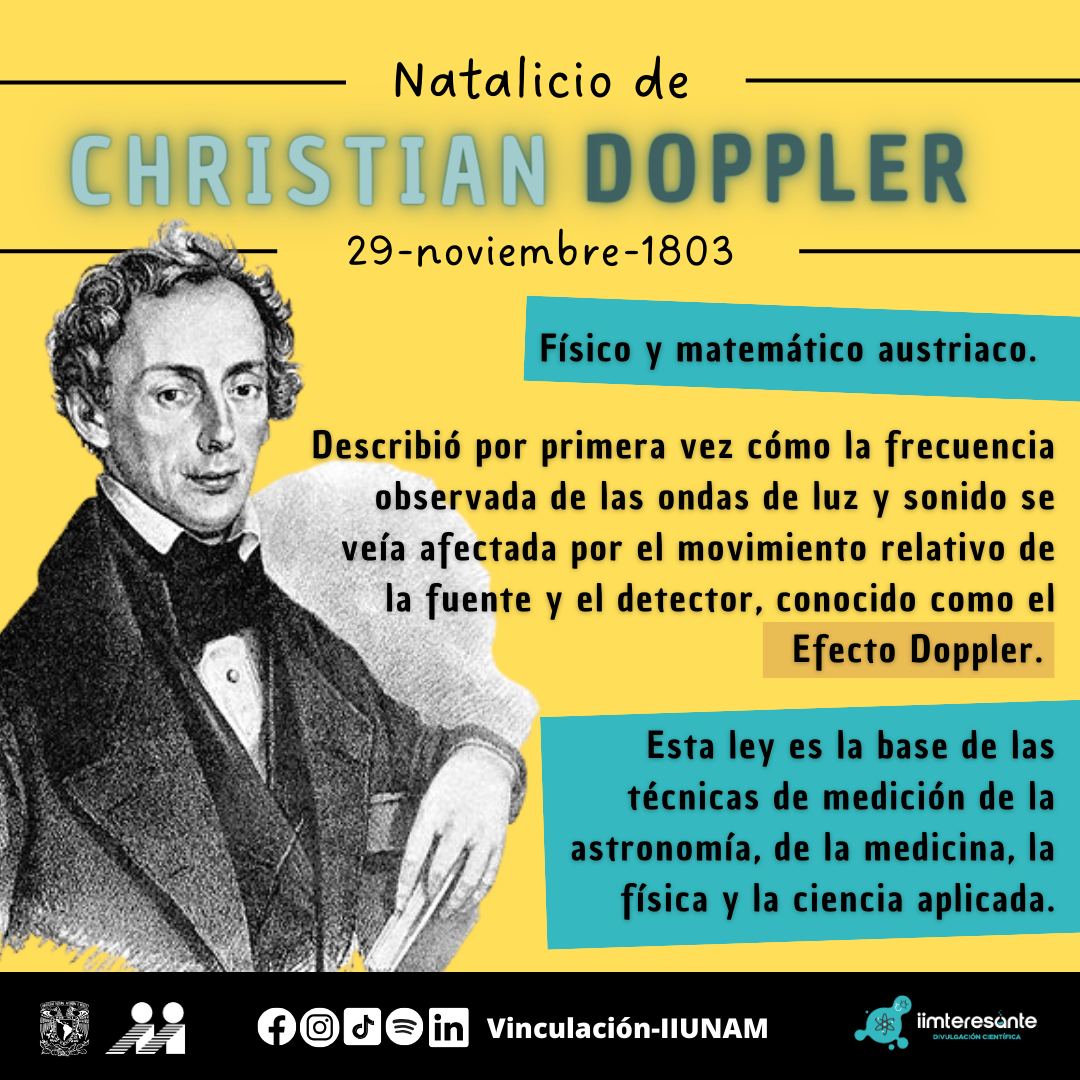 Natalicio de
CHRISTIAN DOPPLER
29-noviembre-1803
Físico y matemático austriaco.
Describió por primera vez cómo la frecuencia
observada de las ondas de luz y sonido se
veía afectada por el movimiento relativo de
la fuente y el detector, conocido como el
Efecto Doppler.
Esta ley es la base de las
técnicas de medición de la
astronomía, de la medicina, la
física y la ciencia aplicada.
Vinculación-IIUNAM
iimteresánte
DIVULGACIÓN CIENTÍFICA